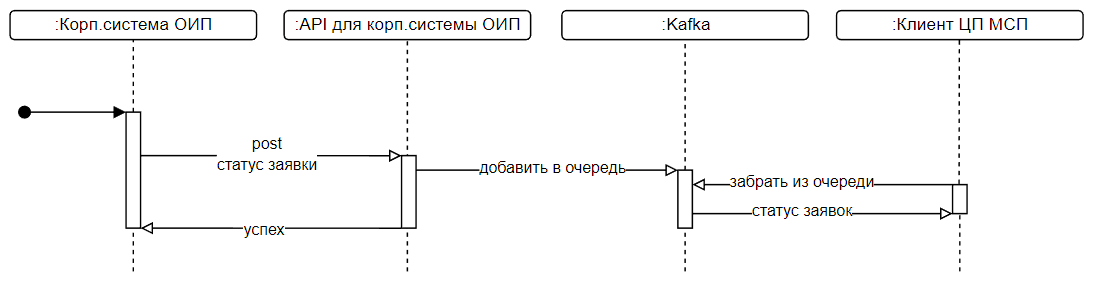 :Корп.система ОИП
:API для корп.системы ОИП
:Kafka
:Клиент ЦП МСП
post
статус заявки
добавить в очередь
забрать из очереди
статус заявок
успех